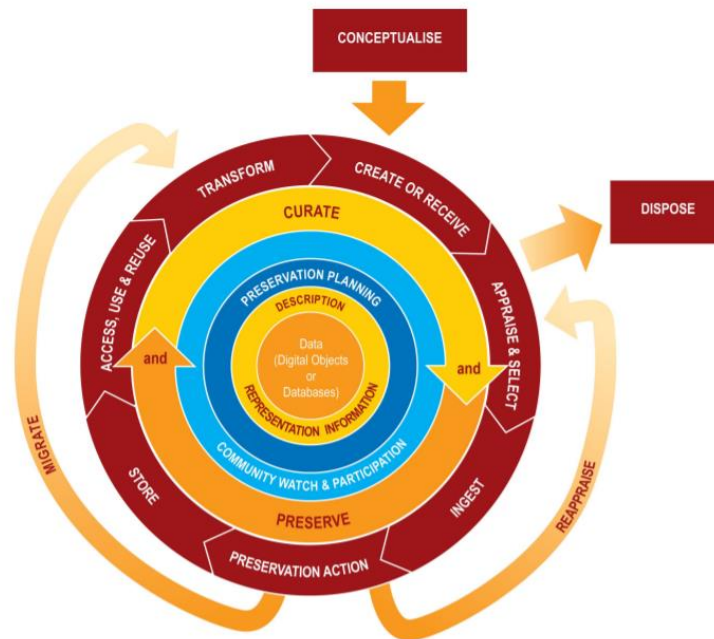 CONCEPTUALISE
DISPOSE
TRANSFORM
CREATE OR RECEIVE
APPRAISE & SELECT
INGEST
PRESERVATION ACTION
STORE
ACCESS, USE & REUSE
CURATE
and
PRESERVE
and
COMMUNITY WATCH & PARTICIPATION
PRESERVATION PLANNING
DESCRIPTION
REPRESENTATION INFORMATION
Data
(Digital Objects
or
Databases)
MIGRATE
REAPPRAISE